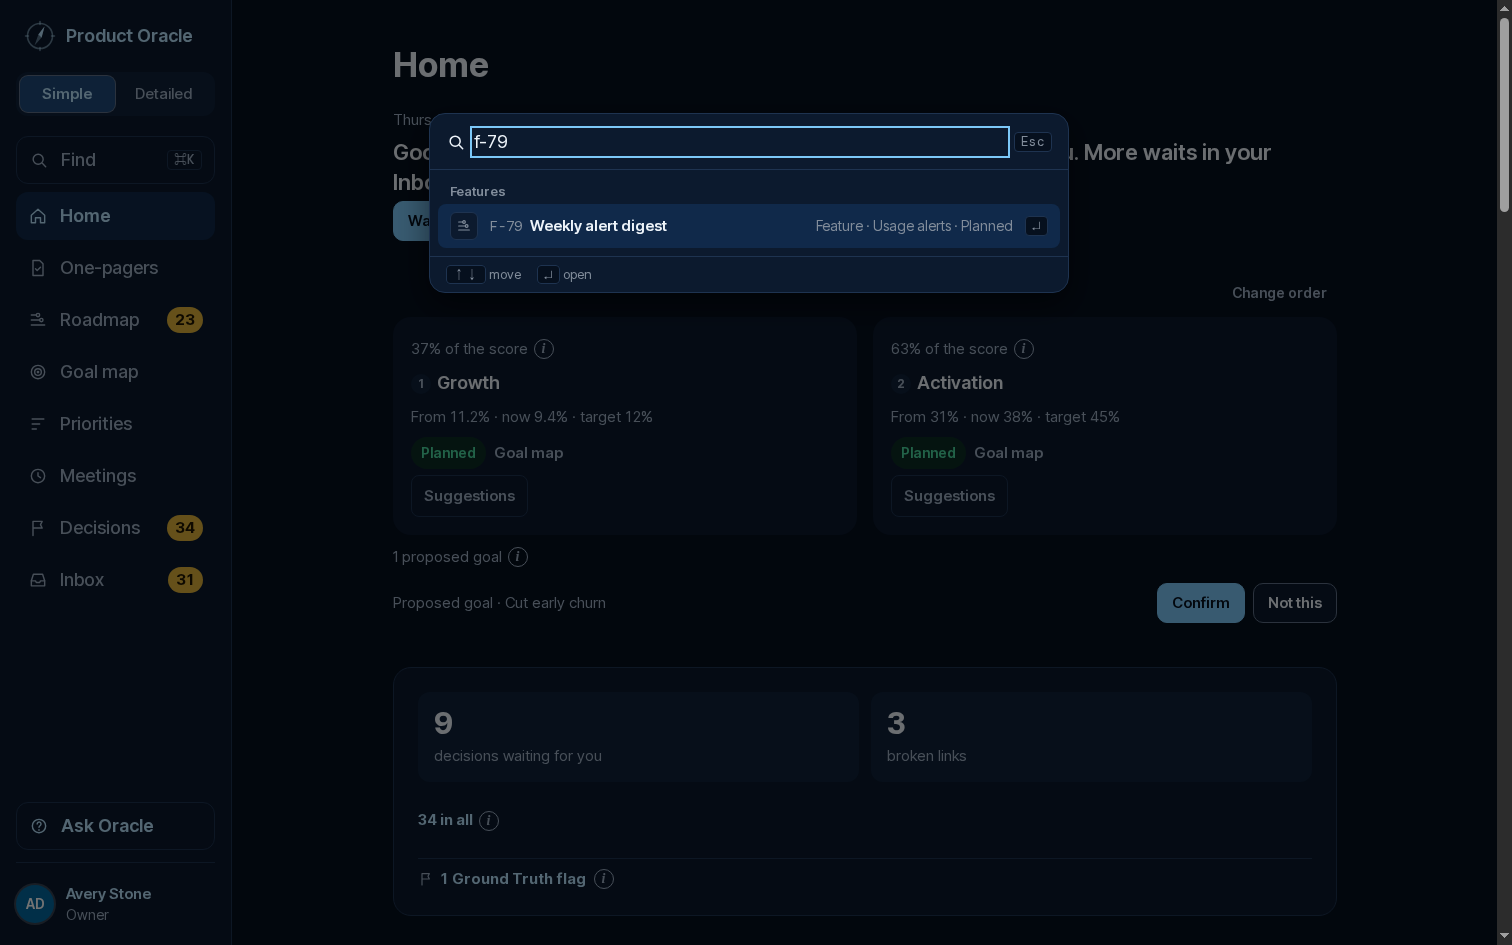 Product Oracle
Simple
Detailed
Find
⌘K
Home
One-pagers
Roadmap
23
Goal map
Priorities
Meetings
Decisions
34
Inbox
31
Ask Oracle
AD
Avery Stone
Owner
Home
Thurs
f-79
Esc
Features
F-79 Weekly alert digest
Feature · Usage alerts · Planned
↑ ↓ move
↵ open
More waits in your
Change order
37% of the score
1 Growth
From 11.2% · now 9.4% · target 12%
Planned
Goal map
Suggestions
63% of the score
2 Activation
From 31% · now 38% · target 45%
Planned
Goal map
Suggestions
1 proposed goal
Proposed goal · Cut early churn
Confirm
Not this
9
decisions waiting for you
3
broken links
34 in all
1 Ground Truth flag